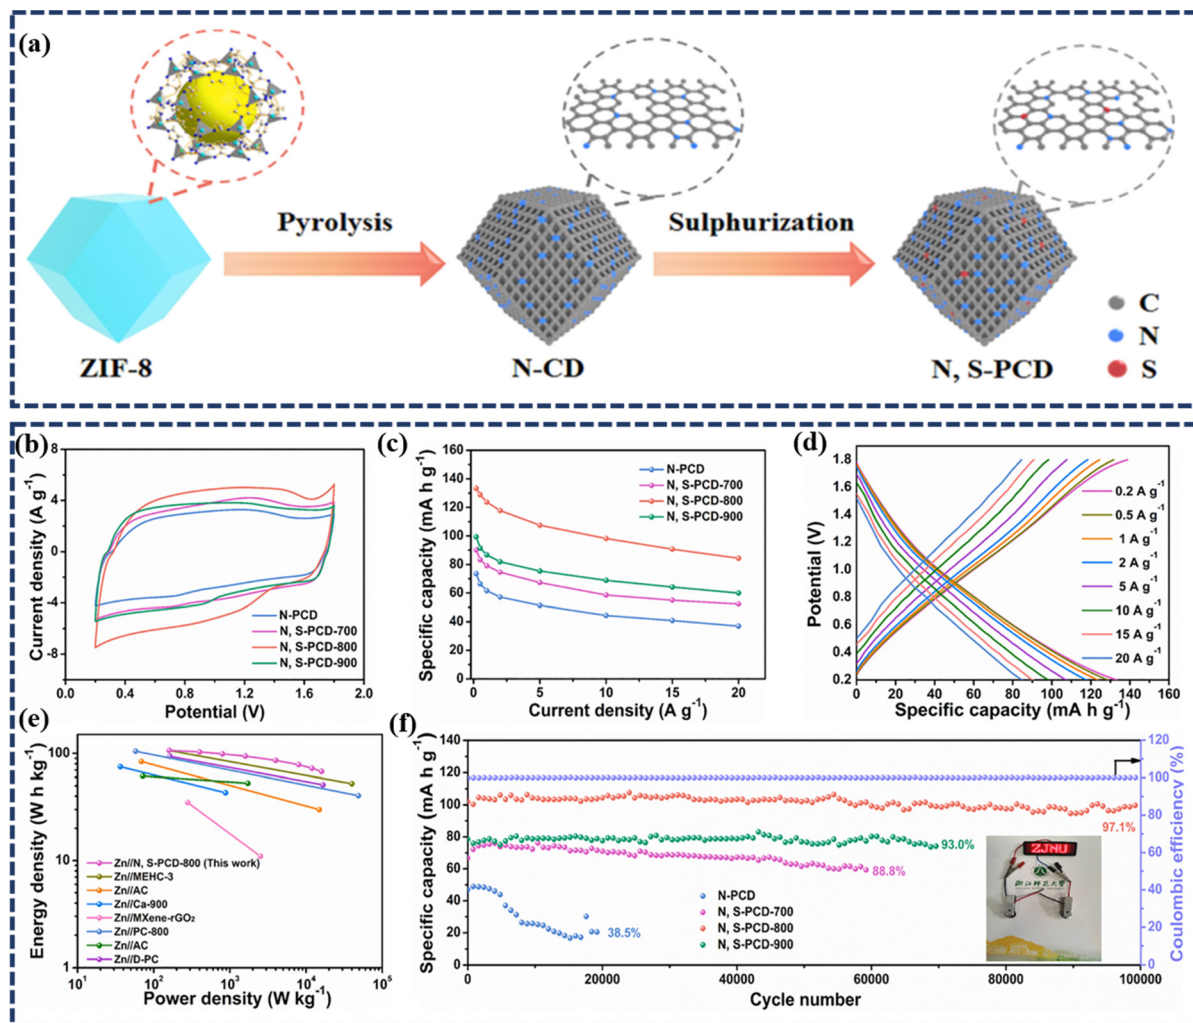 (a)
Pyrolysis
Sulphurization
ZIF-8
N-CD
N, S-PCD
C
N
S
(b)
Current density (A g⁻¹)
8
4
0
-4
-8
0.0 0.4 0.8 1.2 1.6 2.0
Potential (V)
N-PCD
N, S-PCD-700
N, S-PCD-800
N, S-PCD-900
(c)
Specific capacity (mA h g⁻¹)
160
140
120
100
80
60
40
20
0
0 5 10 15 20
Current density (A g⁻¹)
N-PCD
N, S-PCD-700
N, S-PCD-800
N, S-PCD-900
(d)
Potential (V)
1.8
1.6
1.4
1.2
1.0
0.8
0.6
0.4
0.2
0 20 40 60 80 100 120 140 160
Specific capacity (mA h g⁻¹)
0.2 A g⁻¹
0.5 A g⁻¹
1 A g⁻¹
2 A g⁻¹
5 A g⁻¹
10 A g⁻¹
15 A g⁻¹
20 A g⁻¹
(e)
Energy density (W h kg⁻¹)
100
10
1
10¹ 10³ 10⁵
Power density (W kg⁻¹)
Zn//N, S-PCD-800 (This work)
Zn//MEHC-3
Zn//AC
Zn//Ca-900
Zn//MXene-rGO₂
Zn//PC-800
Zn//AC
Zn//D-PC
(f)
Specific capacity (mA h g⁻¹)
140
120
100
80
60
40
20
0
0 20000 40000 60000 80000 100000
Cycle number
Coulombic efficiency (%)
120
100
80
60
40
20
0
97.1%
93.0%
88.8%
38.5%
N-PCD
N, S-PCD-700
N, S-PCD-800
N, S-PCD-900
ZJNU
浙江师范大学